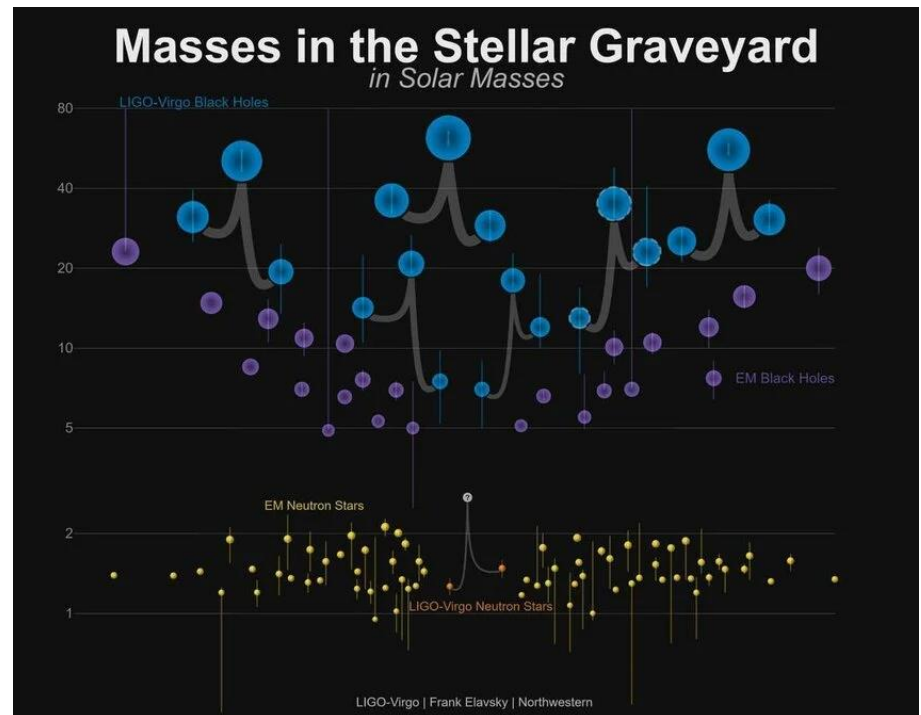 Masses in the Stellar Graveyard
in Solar Masses
LIGO-Virgo Black Holes
80
40
20
10
EM Black Holes
5
EM Neutron Stars
?
2
LIGO-Virgo Neutron Stars
1
LIGO-Virgo | Frank Elavsky | Northwestern